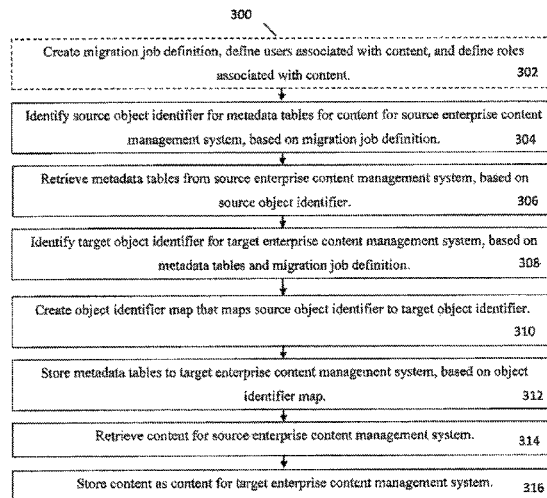 300
Create migration job definition, define users associated with content, and define roles
associated with content.
302
Identify source object identifier for metadata tables for content for source enterprise content
management system, based on migration job definition.
304
Retrieve metadata tables from source enterprise content management system, based on
source object identifier.
306
Identify target object identifier for target enterprise content management system, based on
metadata tables and migration job definition.
308
Create object identifier map that maps source object identifier to target object identifier.
310
Store metadata tables to target enterprise content management system, based on object
identifier map.
312
Retrieve content for source enterprise content management system.
314
Store content as content for target enterprise content management system.
316